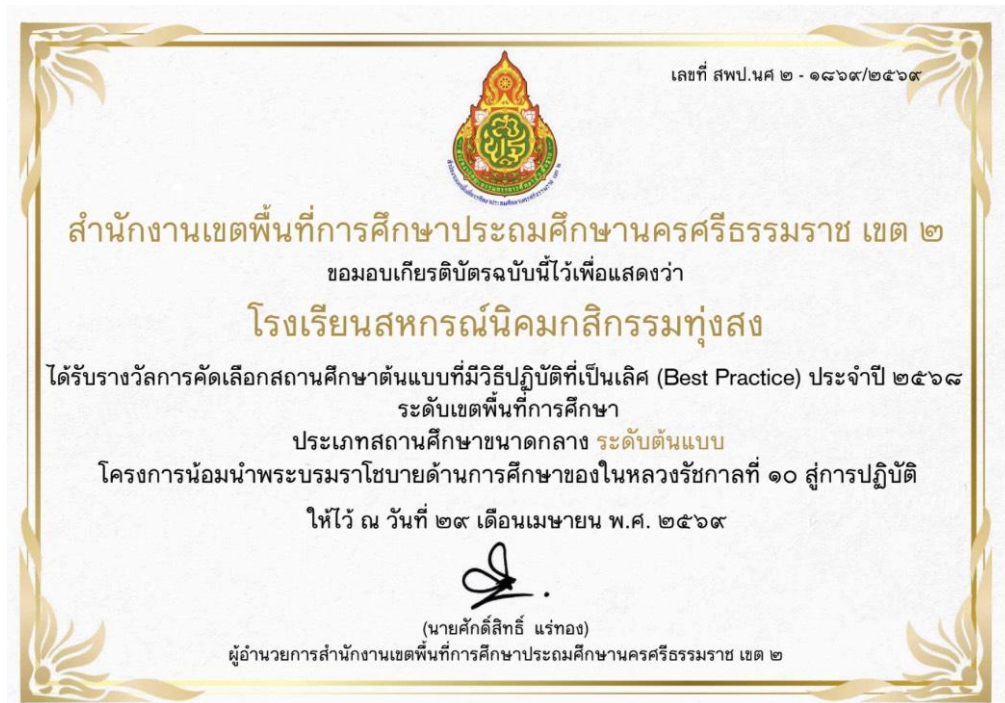 เลขที่ สพป.นศ ๒ - ๑๘๖๙/๒๕๖๙
สำนักงานเขตพื้นที่การศึกษาประถมศึกษานครศรีธรรมราช เขต ๒
ขอมอบเกียรติบัตรฉบับนี้ไว้เพื่อแสดงว่า
โรงเรียนสหกรณ์นิคมกสิกรรมทุ่งสง
ได้รับรางวัลการคัดเลือกสถานศึกษาต้นแบบที่มีวิธีปฏิบัติที่เป็นเลิศ (Best Practice) ประจำปี ๒๕๖๘
ระดับเขตพื้นที่การศึกษา
ประเภทสถานศึกษาขนาดกลาง ระดับต้นแบบ
โครงการน้อมนำพระบรมราโชบายด้านการศึกษาของในหลวงรัชกาลที่ ๑๐ สู่การปฏิบัติ
ให้ไว้ ณ วันที่ ๒๙ เดือนเมษายน พ.ศ. ๒๕๖๙
(นายศักดิ์สิทธิ์ แร่ทอง)
ผู้อำนวยการสำนักงานเขตพื้นที่การศึกษาประถมศึกษานครศรีธรรมราช เขต ๒